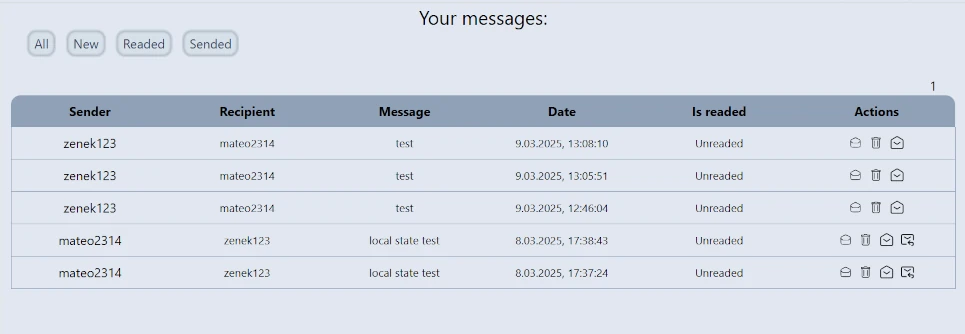 Your messages:
All New Readed Sended
1
Sender Recipient Message Date Is readed Actions
zenek123 mateo2314 test 9.03.2025, 13:08:10 Unreaded
zenek123 mateo2314 test 9.03.2025, 13:05:51 Unreaded
zenek123 mateo2314 test 9.03.2025, 12:46:04 Unreaded
mateo2314 zenek123 local state test 8.03.2025, 17:38:43 Unreaded
mateo2314 zenek123 local state test 8.03.2025, 17:37:24 Unreaded